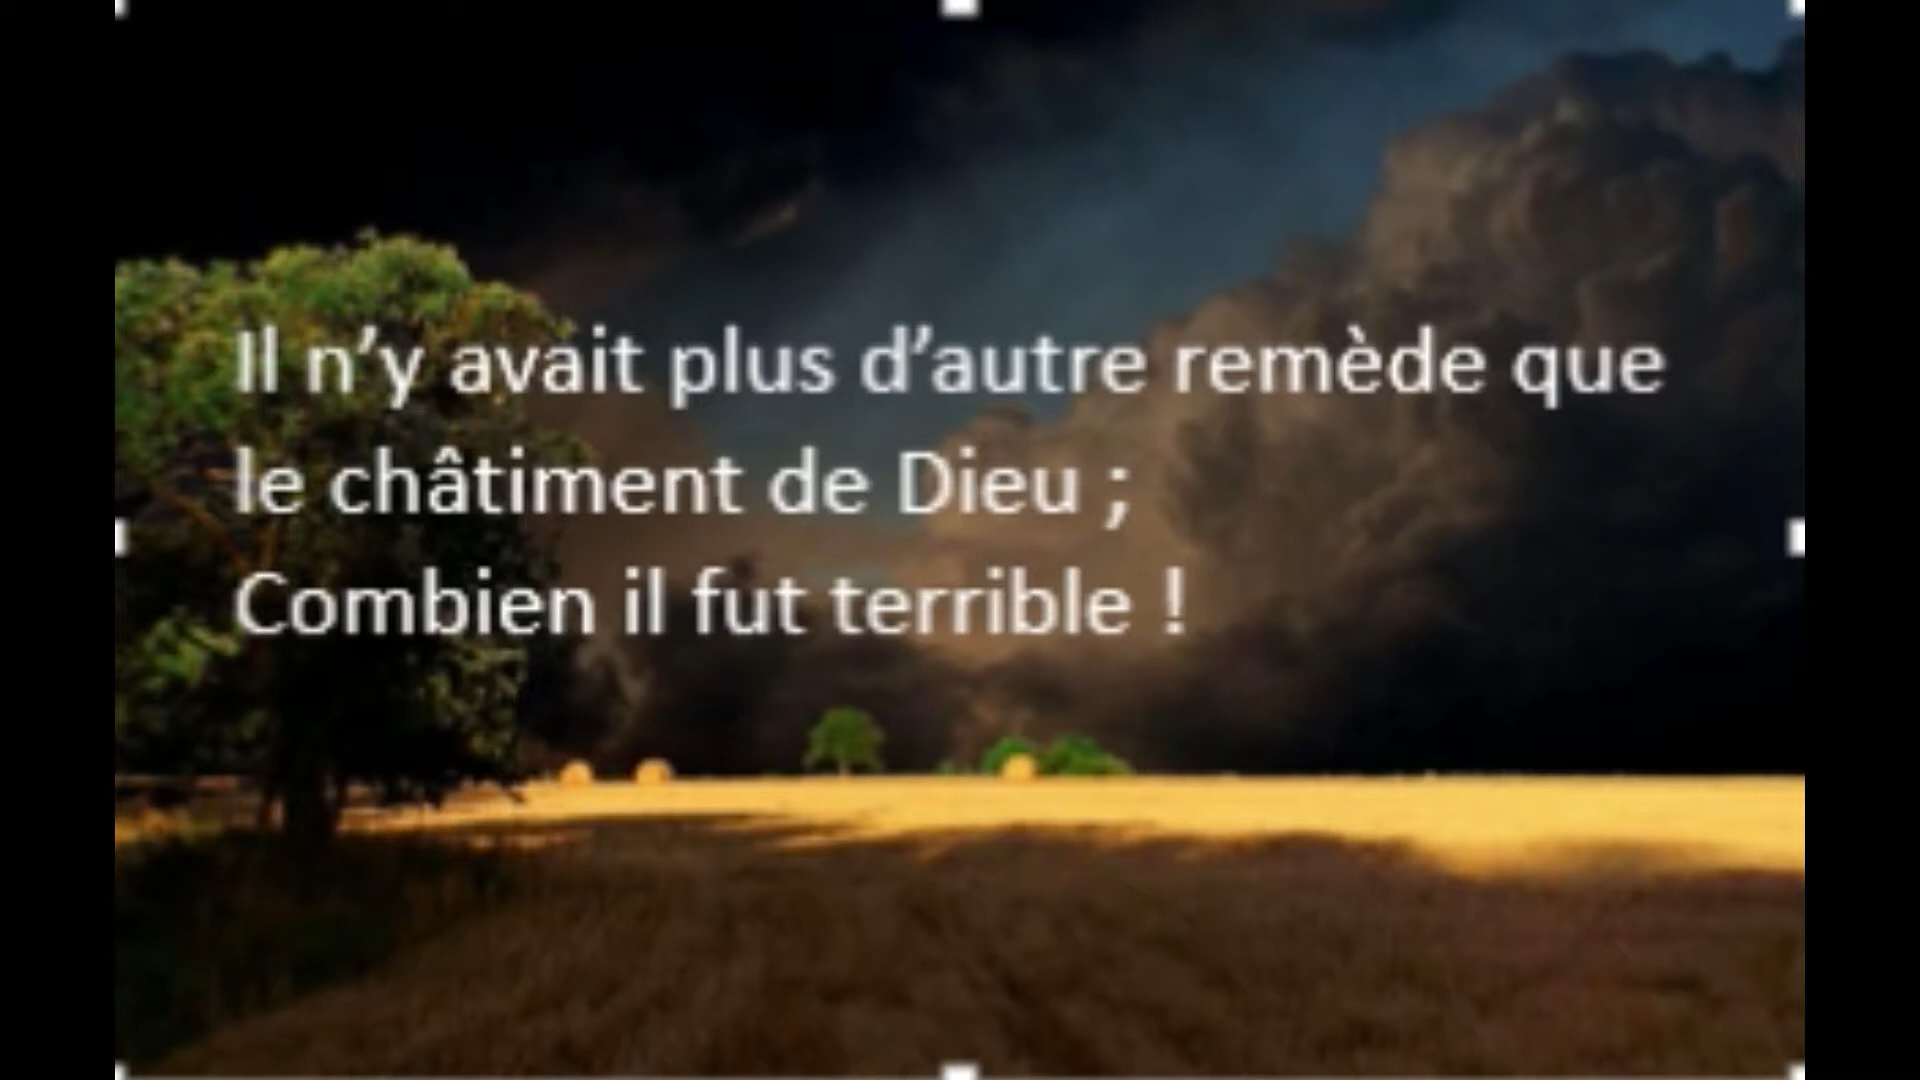 Il n’y avait plus d’autre remède que
le châtiment de Dieu ;
Combien il fut terrible !